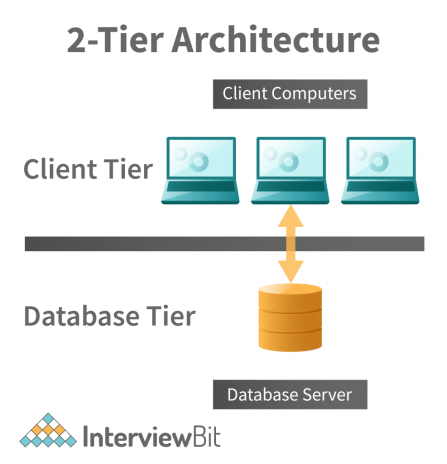 2-Tier Architecture
Client Computers
Client Tier
Database Tier
Database Server
InterviewBit